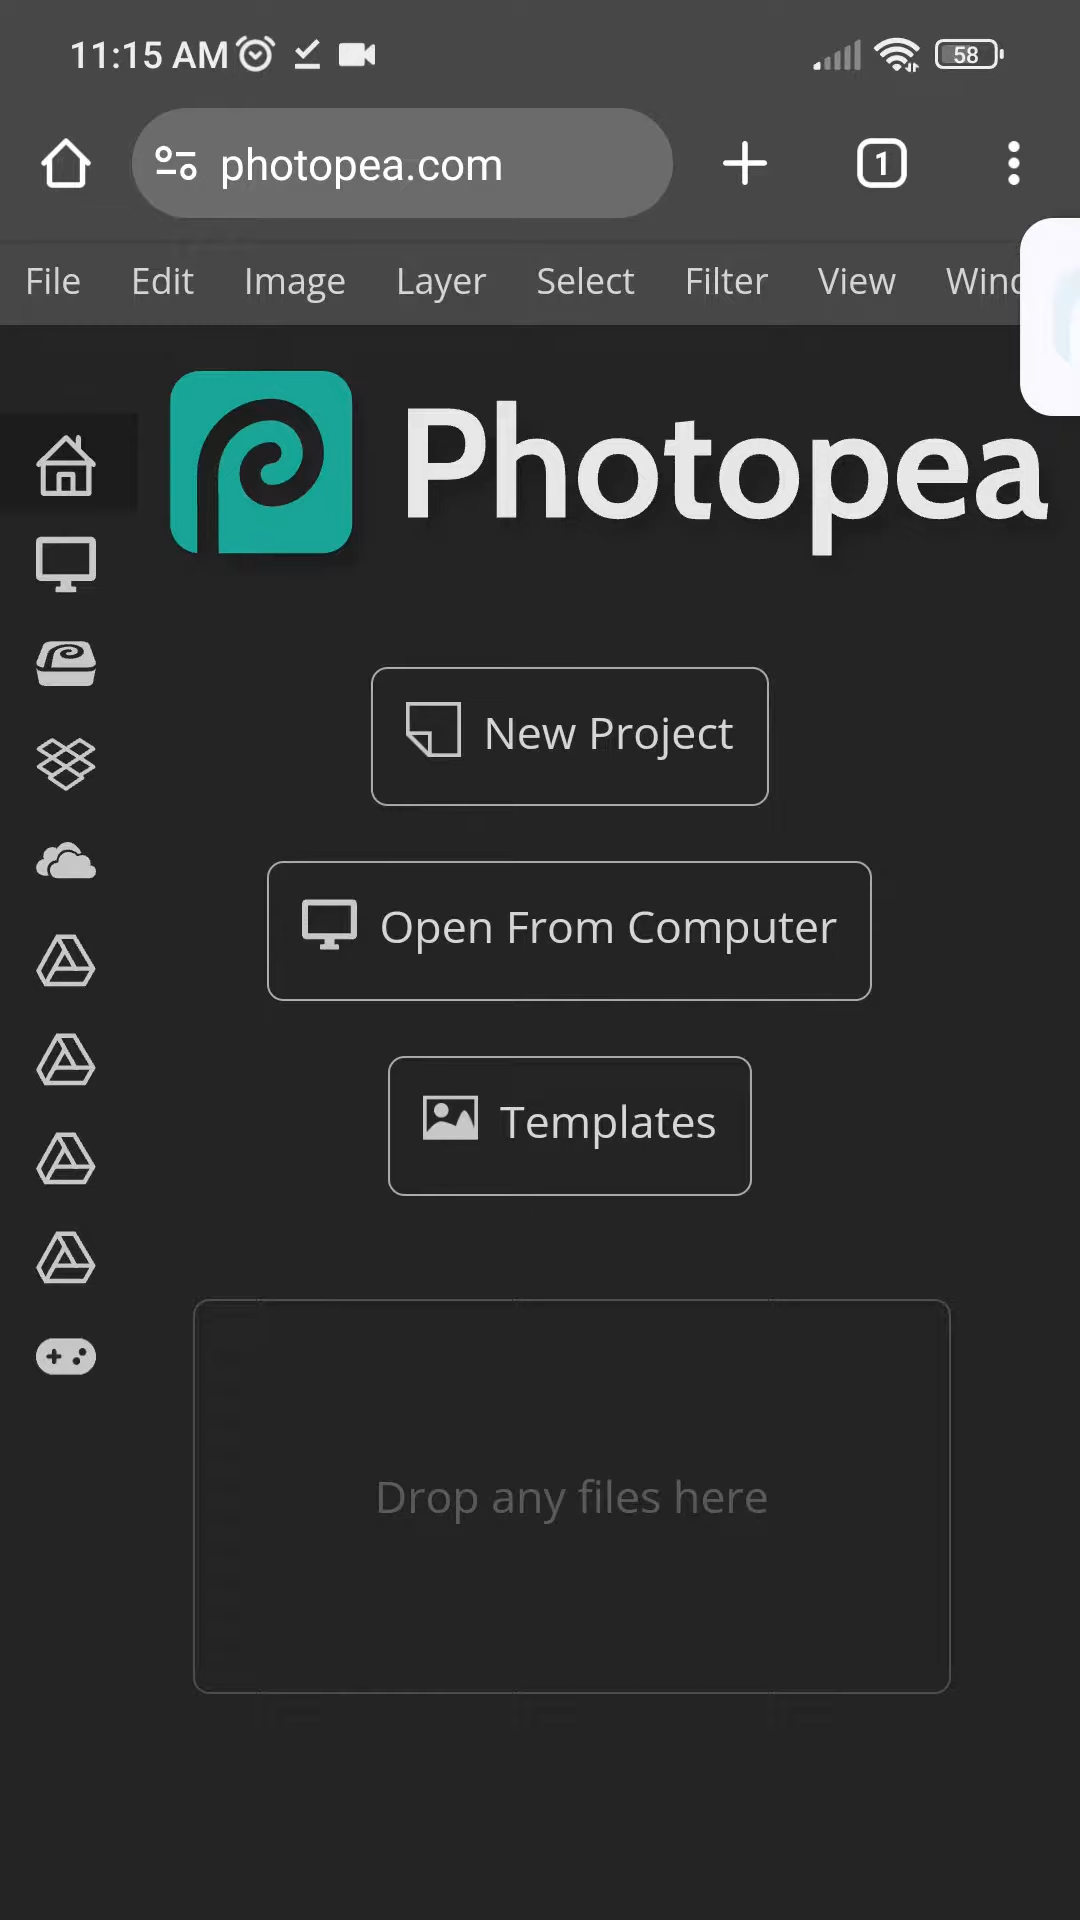 11:15 AM 58
photopea.com 1
File Edit Image Layer Select Filter View Wind
Photopea
New Project
Open From Computer
Templates
Drop any files here